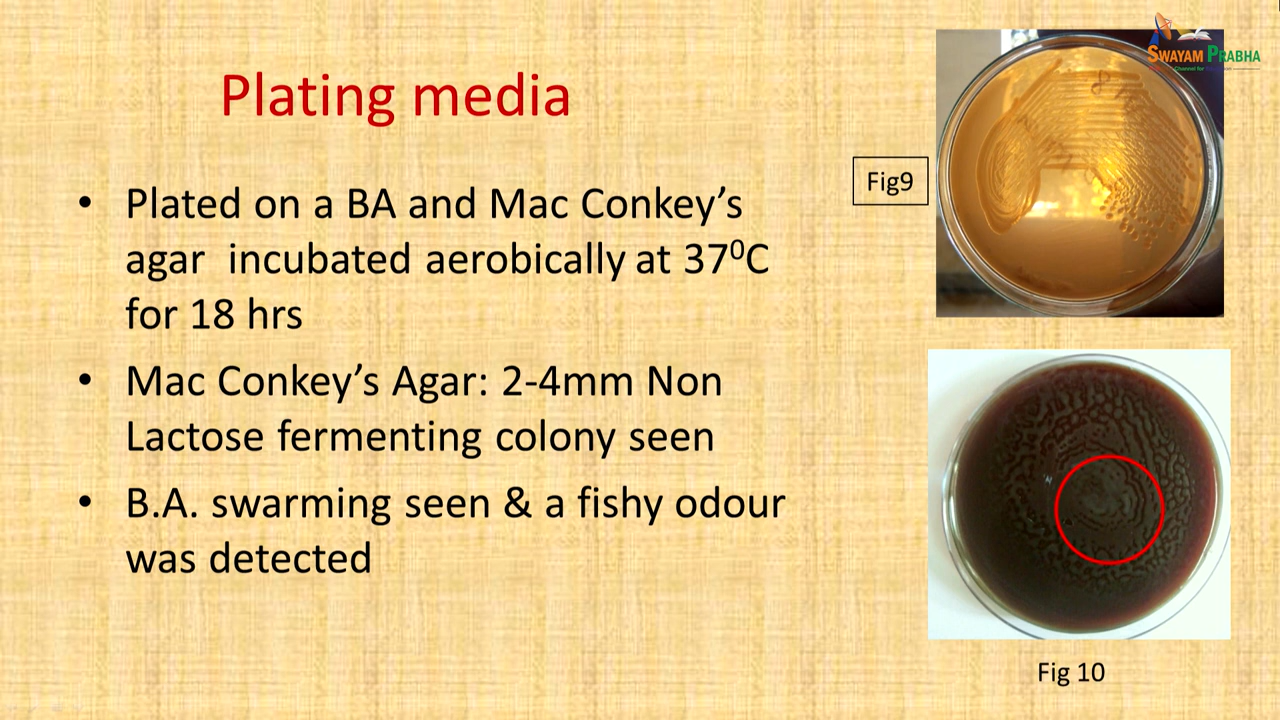 Plating media
• Plated on a BA and Mac Conkey’s
agar incubated aerobically at 37⁰C
for 18 hrs
• Mac Conkey’s Agar: 2-4mm Non
Lactose fermenting colony seen
• B.A. swarming seen & a fishy odour
was detected
SWAYAM PRABHA
Fig9
Fig 10